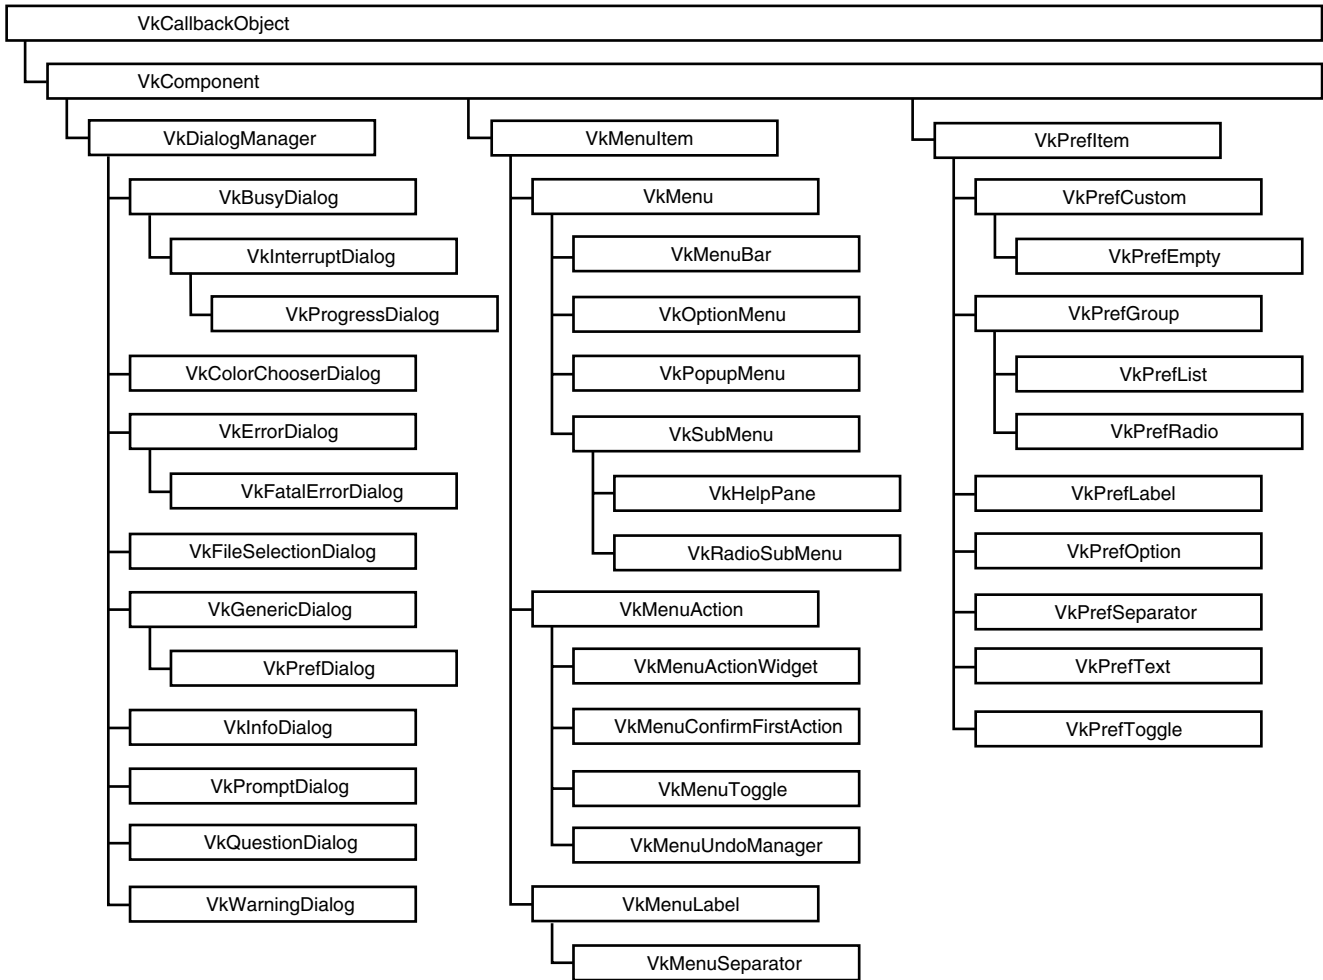 VkCallbackObject
VkComponent
VkDialogManager
VkBusyDialog
VkInterruptDialog
VkProgressDialog
VkColorChooserDialog
VkErrorDialog
VkFatalErrorDialog
VkFileSelectionDialog
VkGenericDialog
VkPrefDialog
VkInfoDialog
VkPromptDialog
VkQuestionDialog
VkWarningDialog
VkMenuItem
VkMenu
VkMenuBar
VkOptionMenu
VkPopupMenu
VkSubMenu
VkHelpPane
VkRadioSubMenu
VkMenuAction
VkMenuActionWidget
VkMenuConfirmFirstAction
VkMenuToggle
VkMenuUndoManager
VkMenuLabel
VkMenuSeparator
VkPrefItem
VkPrefCustom
VkPrefEmpty
VkPrefGroup
VkPrefList
VkPrefRadio
VkPrefLabel
VkPrefOption
VkPrefSeparator
VkPrefText
VkPrefToggle